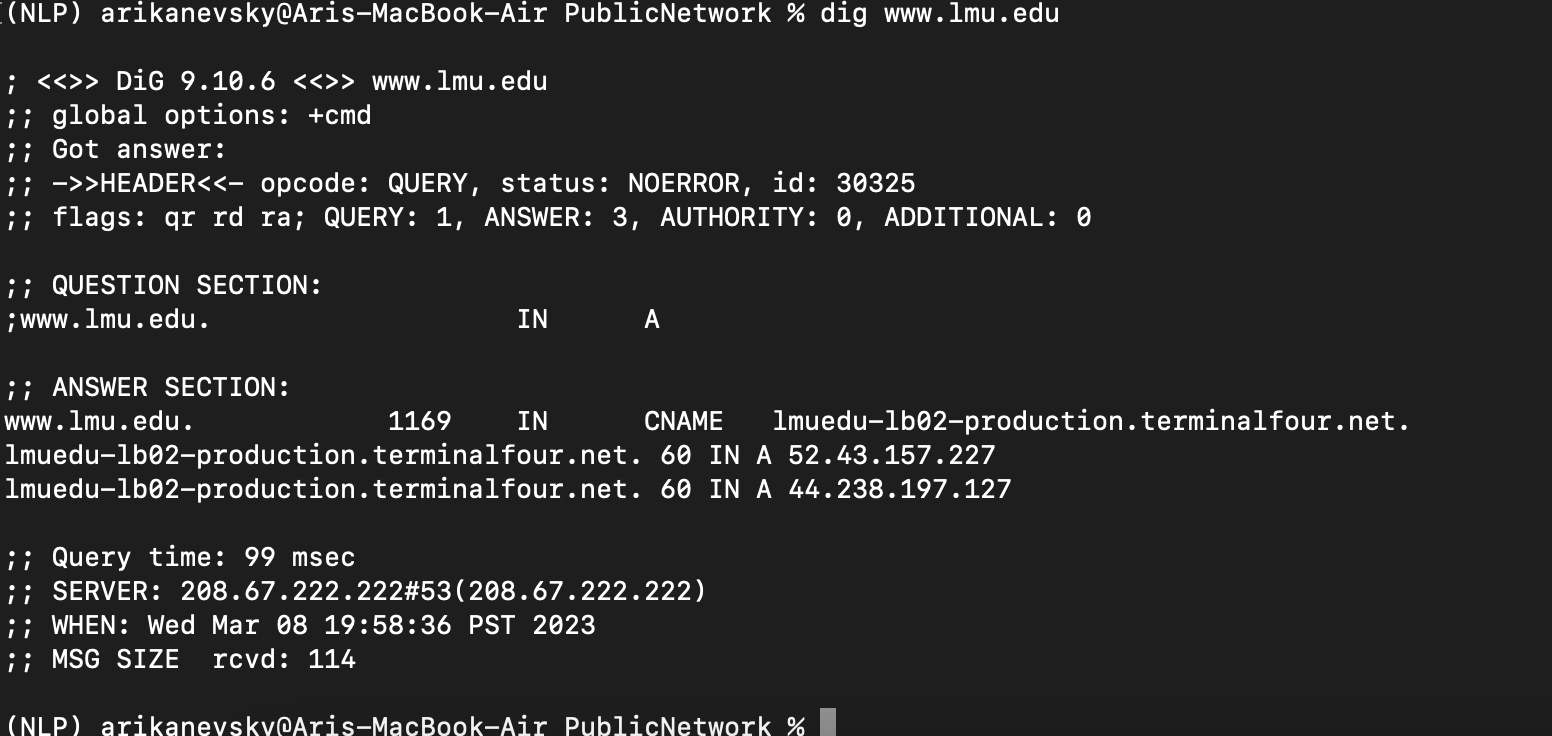 (NLP) arikanevsky@Aris-MacBook-Air PublicNetwork % dig www.lmu.edu
; <<>> DiG 9.10.6 <<>> www.lmu.edu
;; global options: +cmd
;; Got answer:
;; ->>HEADER<<- opcode: QUERY, status: NOERROR, id: 30325
;; flags: qr rd ra; QUERY: 1, ANSWER: 3, AUTHORITY: 0, ADDITIONAL: 0
;; QUESTION SECTION:
;www.lmu.edu. IN A
;; ANSWER SECTION:
www.lmu.edu. 1169 IN CNAME lmuedu-lb02-production.terminalfour.net.
lmuedu-lb02-production.terminalfour.net. 60 IN A 52.43.157.227
lmuedu-lb02-production.terminalfour.net. 60 IN A 44.238.197.127
;; Query time: 99 msec
;; SERVER: 208.67.222.222#53(208.67.222.222)
;; WHEN: Wed Mar 08 19:58:36 PST 2023
;; MSG SIZE  rcvd: 114
(NLP) arikanevsky@Aris-MacBook-Air PublicNetwork %